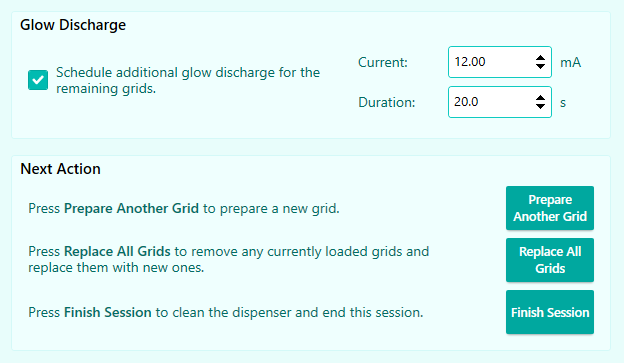 Glow Discharge
Schedule additional glow discharge for the
remaining grids.
Current:
12.00
mA
Duration:
20.0
s
Next Action
Press Prepare Another Grid to prepare a new grid.
Prepare
Another Grid
Press Replace All Grids to remove any currently loaded grids and
replace them with new ones.
Replace All
Grids
Press Finish Session to clean the dispenser and end this session.
Finish Session